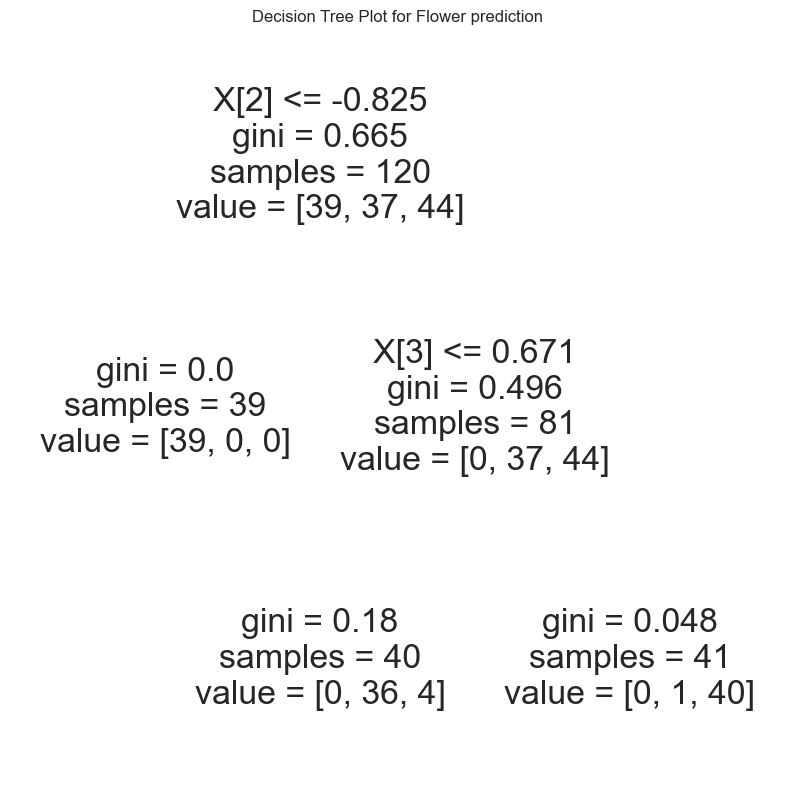 Decision Tree Plot for Flower prediction
X[2] <= -0.825
gini = 0.665
samples = 120
value = [39, 37, 44]
gini = 0.0
samples = 39
value = [39, 0, 0]
X[3] <= 0.671
gini = 0.496
samples = 81
value = [0, 37, 44]
gini = 0.18
samples = 40
value = [0, 36, 4]
gini = 0.048
samples = 41
value = [0, 1, 40]